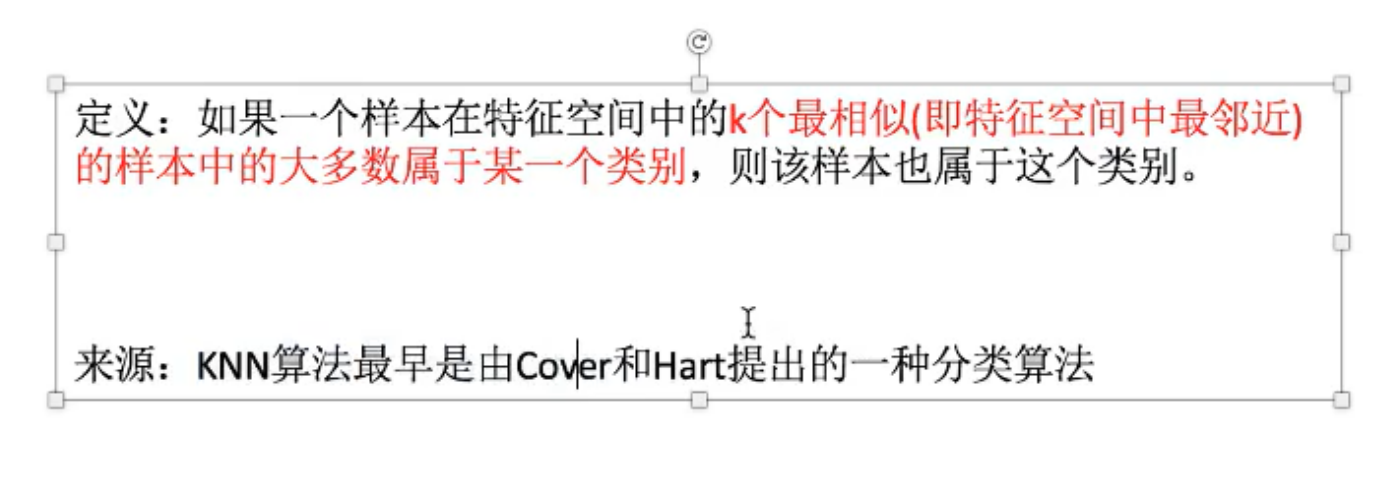 定义：如果一个样本在特征空间中的k个最相似(即特征空间中最邻近)
的样本中的大多数属于某一个类别，则该样本也属于这个类别。
来源：KNN算法最早是由Cover和Hart提出的一种分类算法